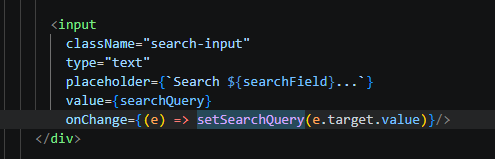 <input
className="search-input"
type="text"
placeholder={`Search ${searchField}...`}
value={searchQuery}
onChange={(e) => setSearchQuery(e.target.value)}/>
</div>